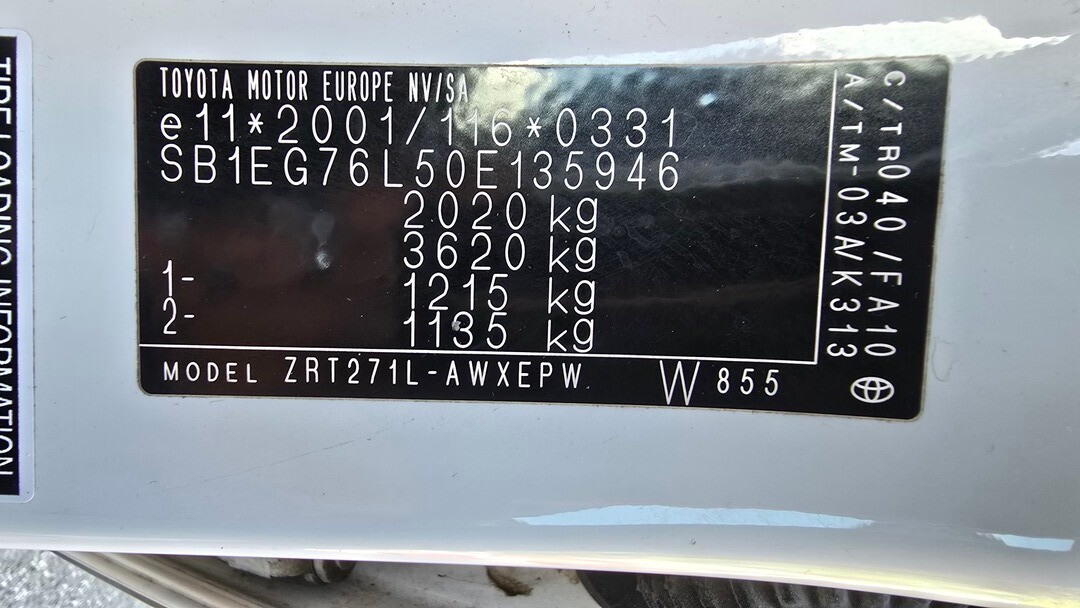 TOYOTA MOTOR EUROPE NV/SA
e11*2001/116*0331
SB1EG76L50E135946
2020 kg
3620 kg
1- 1215 kg
2- 1135 kg
MODEL ZRT271L-AWXEPW
W 855
C/TR040/FA10
A/TM-03A/K313
TIRE LOADING INFORMATION